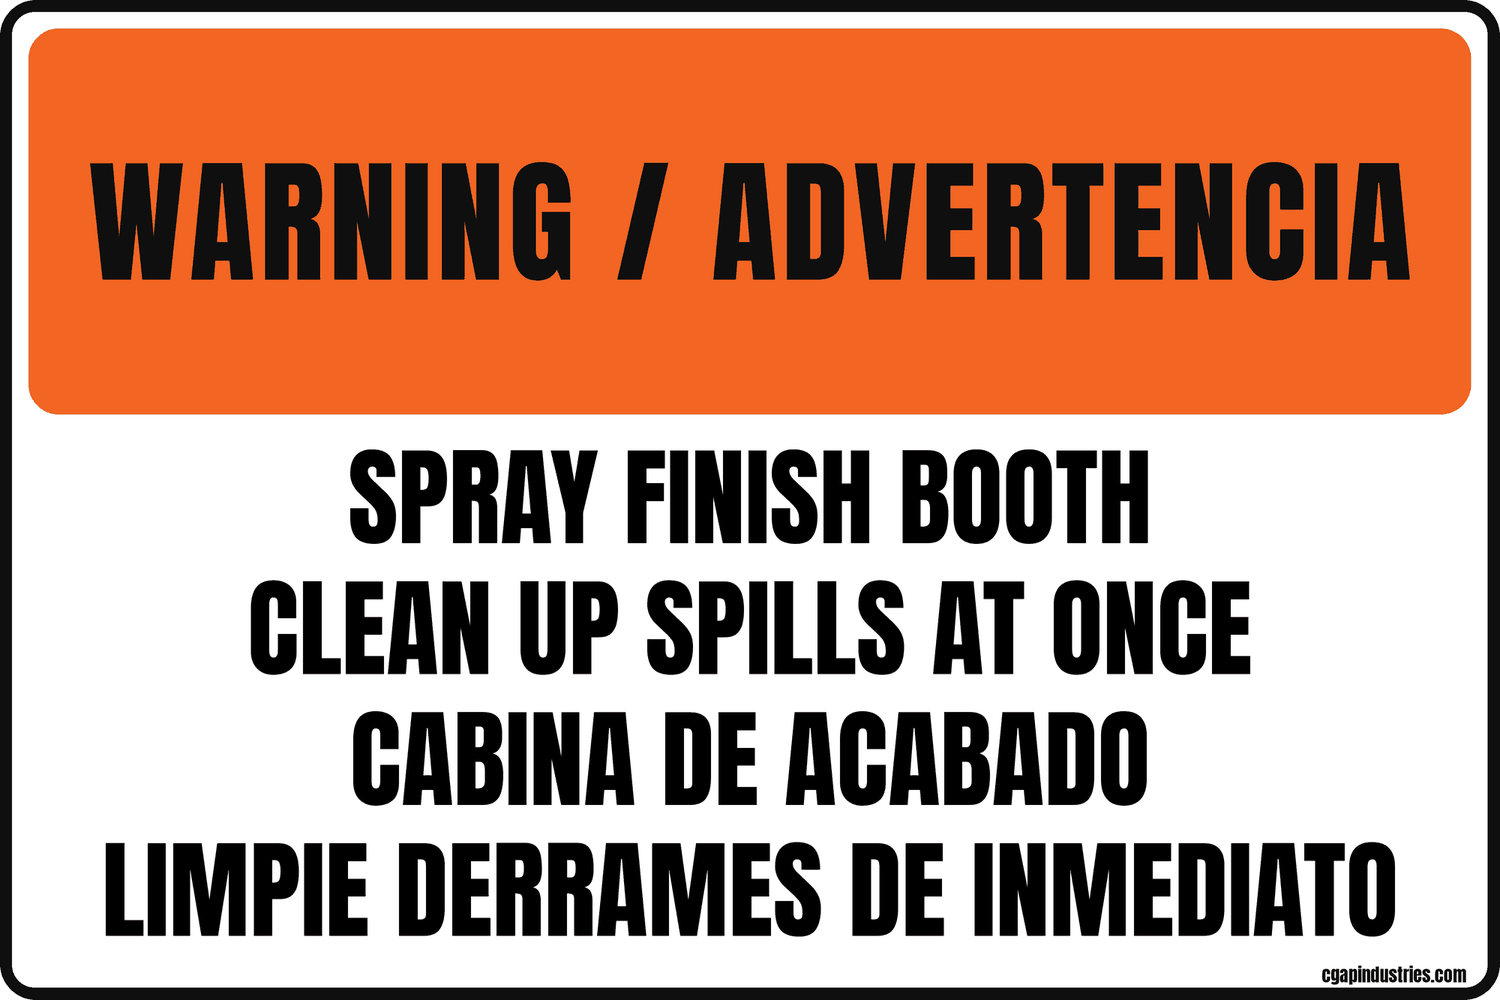 WARNING / ADVERTENCIA
SPRAY FINISH BOOTH
CLEAN UP SPILLS AT ONCE
CABINA DE ACABADO
LIMPIE DERRAMES DE INMEDIATO
cgapindustries.com